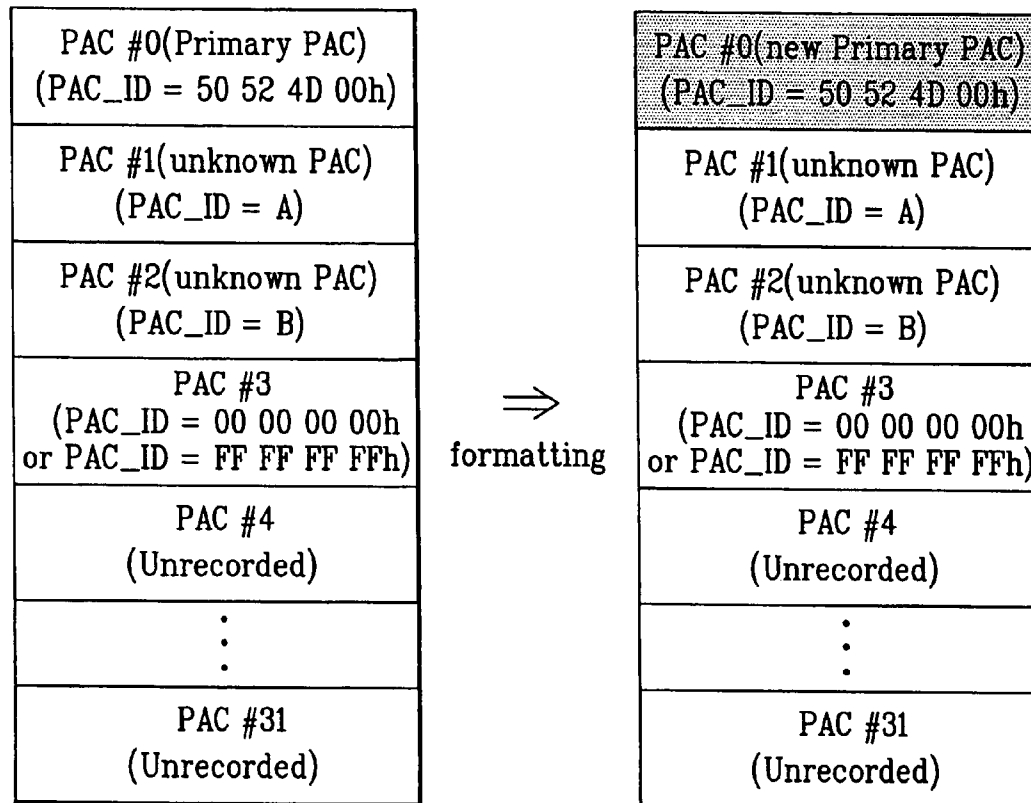 PAC #0(Primary PAC)
(PAC_ID = 50 52 4D 00h)
PAC #1(unknown PAC)
(PAC_ID = A)
PAC #2(unknown PAC)
(PAC_ID = B)
PAC #3
(PAC_ID = 00 00 00 00h
or PAC_ID = FF FF FF FFh)
PAC #4
(Unrecorded)
PAC #31
(Unrecorded)
⇒
formatting
PAC #0(new Primary PAC)
(PAC_ID = 50 52 4D 00h)
PAC #1(unknown PAC)
(PAC_ID = A)
PAC #2(unknown PAC)
(PAC_ID = B)
PAC #3
(PAC_ID = 00 00 00 00h
or PAC_ID = FF FF FF FFh)
PAC #4
(Unrecorded)
PAC #31
(Unrecorded)